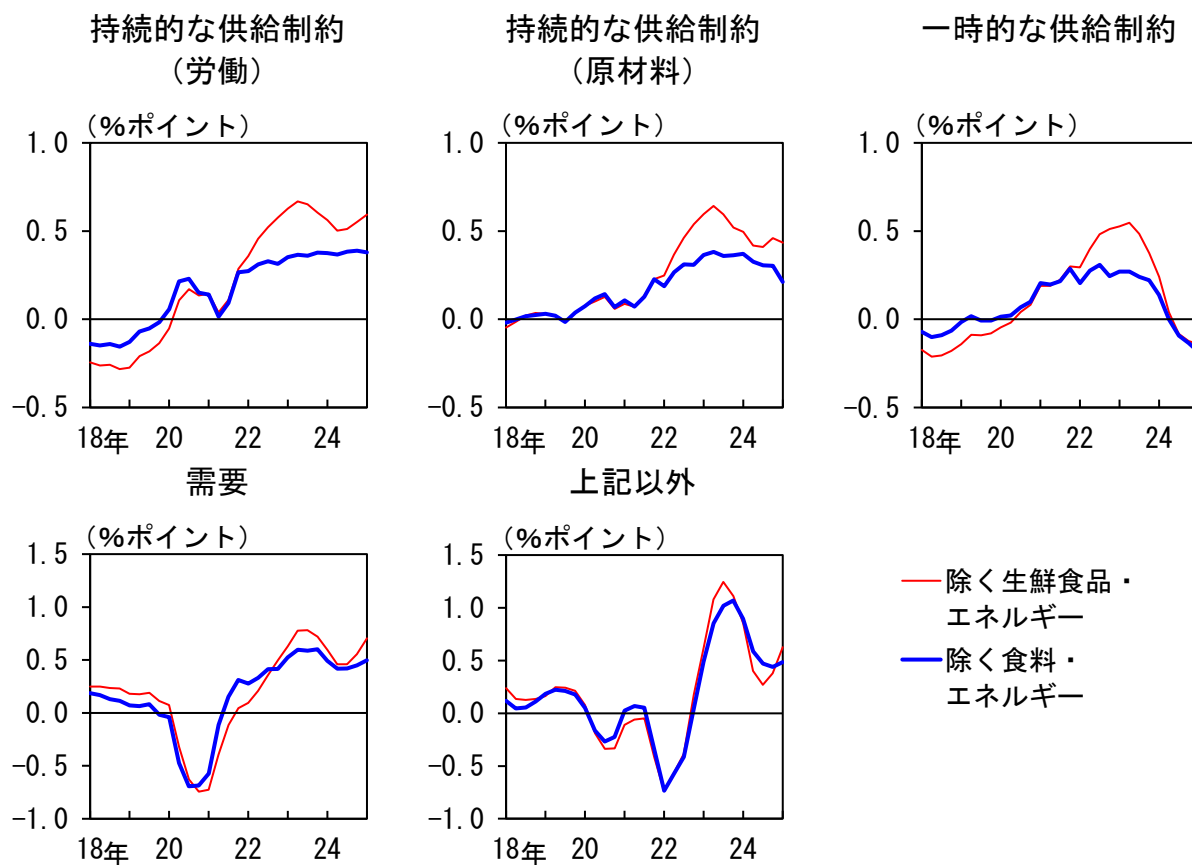 持続的な供給制約
（労働）
持続的な供給制約
（原材料）
一時的な供給制約
（%ポイント）
1.0
0.5
0.0
−0.5
18年 20 22 24
（%ポイント）
1.0
0.5
0.0
−0.5
18年 20 22 24
（%ポイント）
1.0
0.5
0.0
−0.5
18年 20 22 24
需要
（%ポイント）
1.5
1.0
0.5
0.0
−0.5
−1.0
18年 20 22 24
上記以外
（%ポイント）
1.5
1.0
0.5
0.0
−0.5
−1.0
18年 20 22 24
除く生鮮食品・
エネルギー
除く食料・
エネルギー